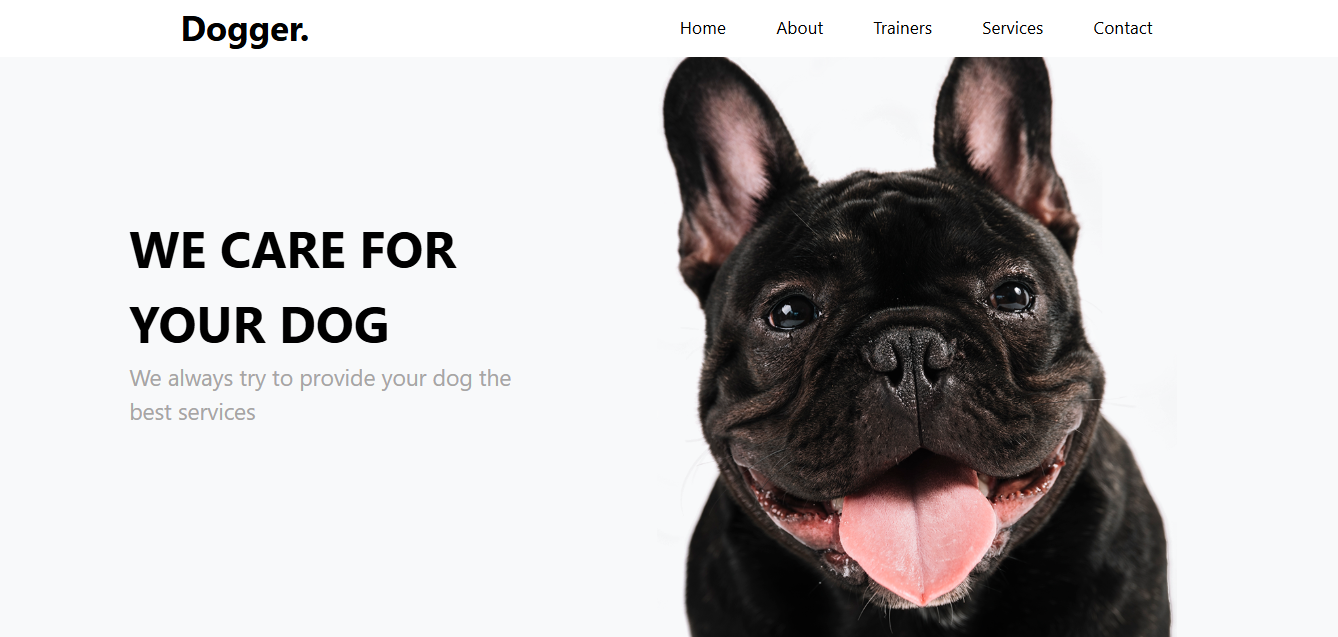 Dogger.
Home About Trainers Services Contact
WE CARE FOR
YOUR DOG
We always try to provide your dog the
best services